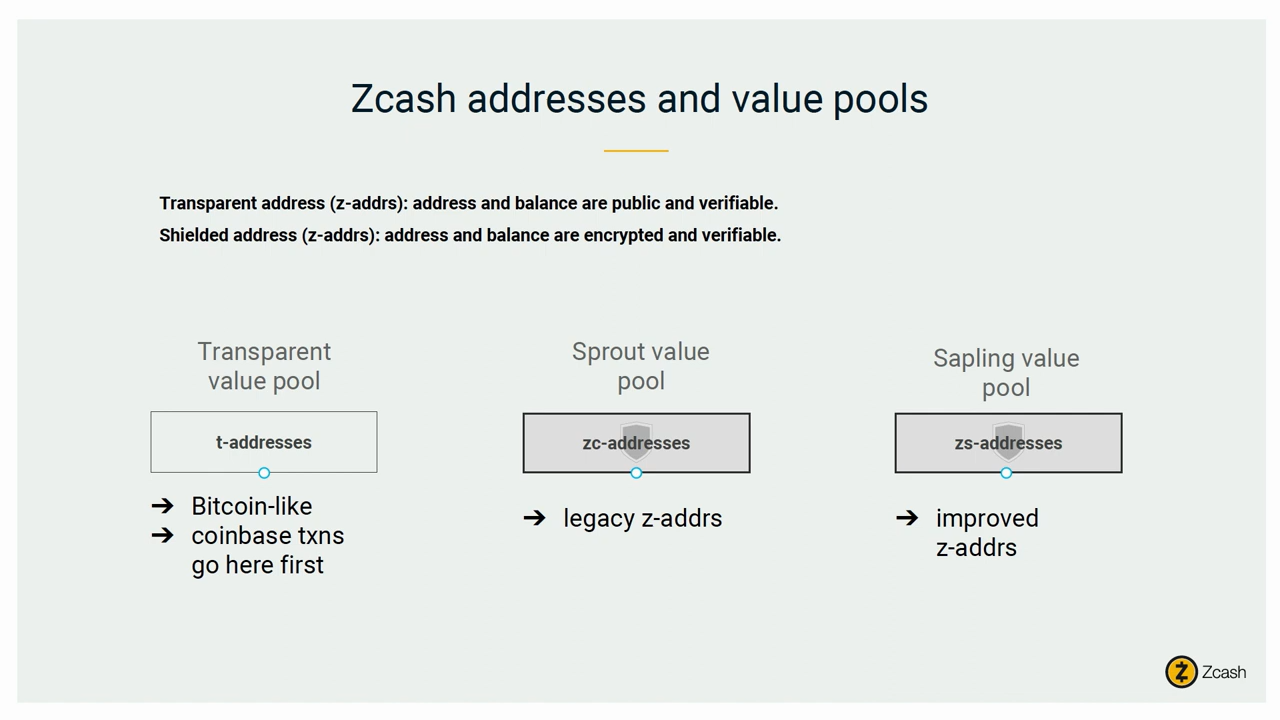 Zcash addresses and value pools
Transparent address (z-addrs): address and balance are public and verifiable.
Shielded address (z-addrs): address and balance are encrypted and verifiable.
Transparent
value pool
t-addresses
➔ Bitcoin-like
➔ coinbase txns
go here first
Sprout value
pool
zc-addresses
➔ legacy z-addrs
Sapling value
pool
zs-addresses
➔ improved
z-addrs
Zcash